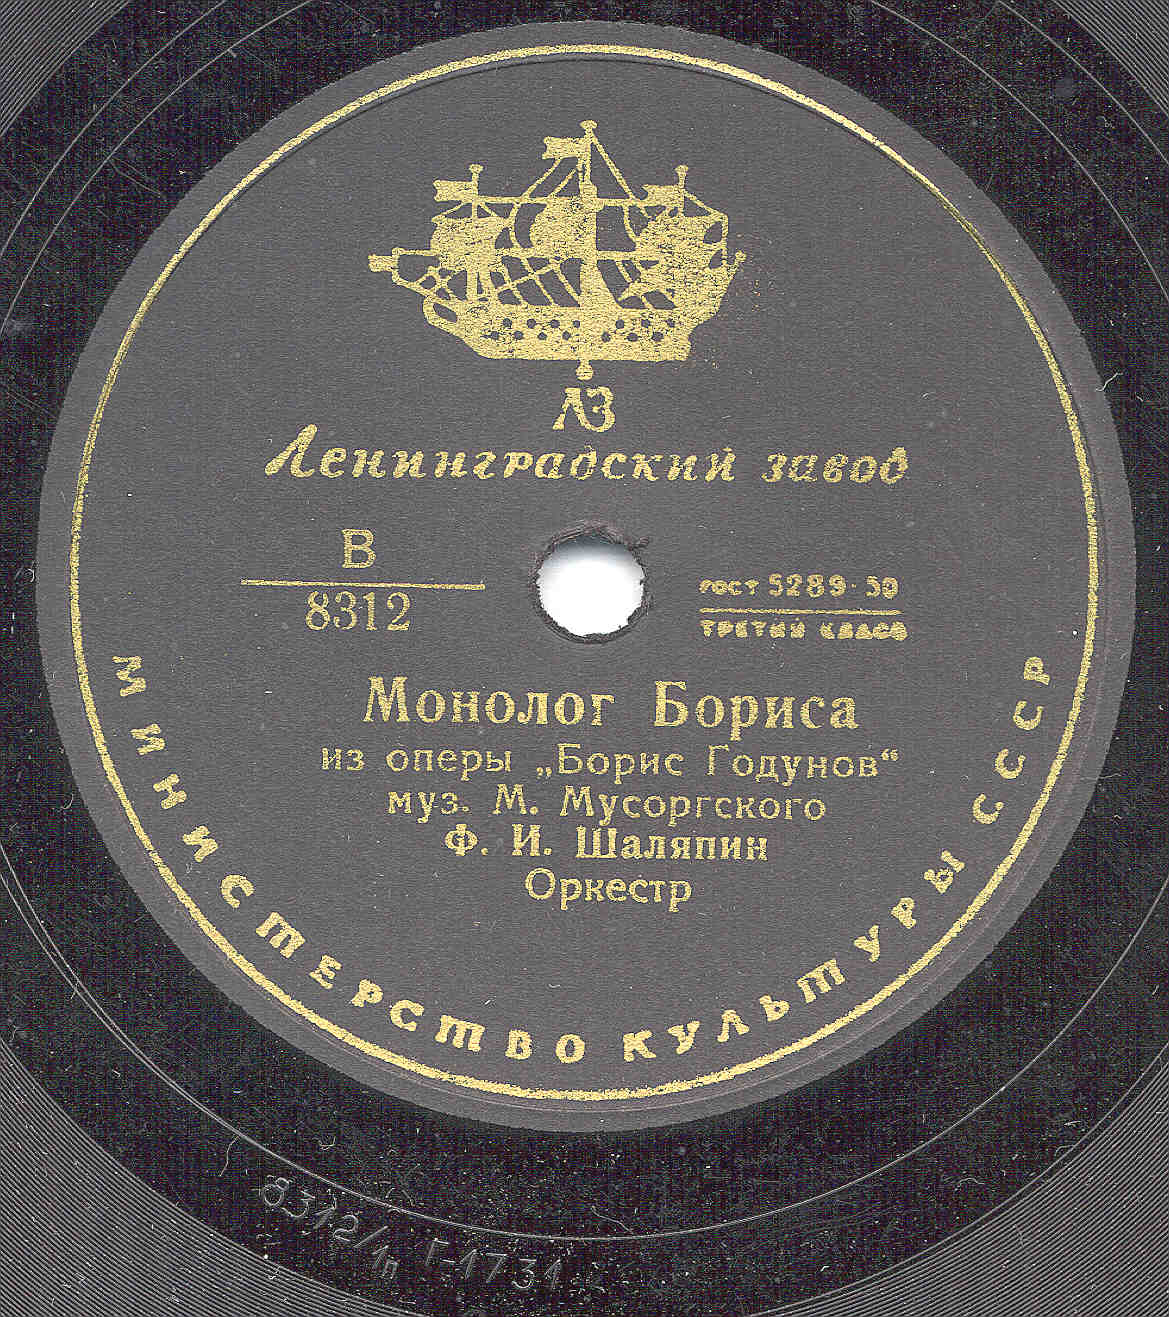 ЛЗ
Ленинградский завод
В
8312
ГОСТ 5289-50
ТРЕТИЙ КЛАСС
Монолог Бориса
из оперы „Борис Годунов“
муз. М. Мусоргского
Ф. И. Шаляпин
Оркестр
МИНИСТЕРСТВО КУЛЬТУРЫ СССР
8312/1п Г-1731